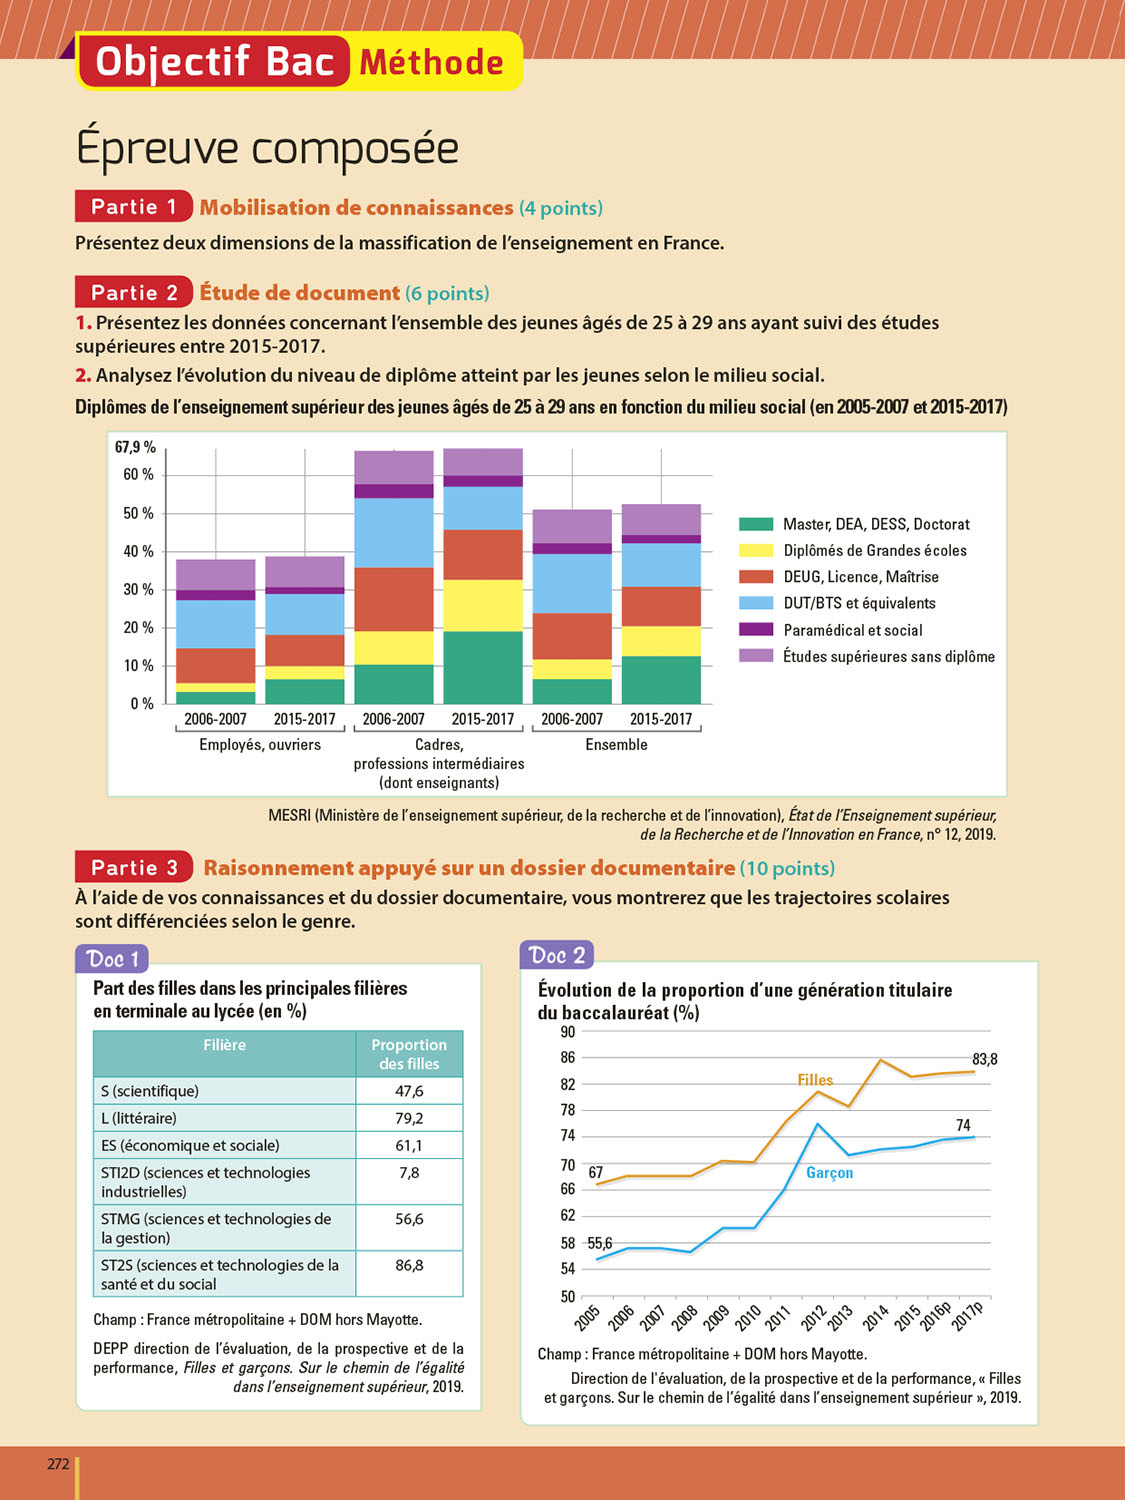 Objectif Bac Méthode
Épreuve composée
Partie 1 Mobilisation de connaissances (4 points)
Présentez deux dimensions de la massification de l'enseignement en France.
Partie 2 Étude de document (6 points)
1. Présentez les données concernant l'ensemble des jeunes âgés de 25 à 29 ans ayant suivi des études
supérieures entre 2015-2017.
2. Analysez l'évolution du niveau de diplôme atteint par les jeunes selon le milieu social.
Diplômes de l'enseignement supérieur des jeunes âgés de 25 à 29 ans en fonction du milieu social (en 2005-2007 et 2015-2017)
67,9 %
60 %
50 %
40 %
30 %
20 %
10 %
0 %
2006-2007 2015-2017 2006-2007 2015-2017 2006-2007 2015-2017
Employés, ouvriers
Cadres,
professions intermédiaires
(dont enseignants)
Ensemble
Master, DEA, DESS, Doctorat
Diplômés de Grandes écoles
DEUG, Licence, Maîtrise
DUT/BTS et équivalents
Paramédical et social
Études supérieures sans diplôme
MESRI (Ministère de l'enseignement supérieur, de la recherche et de l'innovation), État de l'Enseignement supérieur,
de la Recherche et de l'Innovation en France, n° 12, 2019.
Partie 3 Raisonnement appuyé sur un dossier documentaire (10 points)
À l'aide de vos connaissances et du dossier documentaire, vous montrerez que les trajectoires scolaires
sont différenciées selon le genre.
Doc 1
Part des filles dans les principales filières
en terminale au lycée (en %)
Filière Proportion
des filles
S (scientifique) 47,6
L (littéraire) 79,2
ES (économique et sociale) 61,1
STI2D (sciences et technologies 7,8
industrielles)
STMG (sciences et technologies de 56,6
la gestion)
ST2S (sciences et technologies de la 86,8
santé et du social
Champ : France métropolitaine + DOM hors Mayotte.
DEPP direction de l'évaluation, de la prospective et de la
performance, Filles et garçons. Sur le chemin de l'égalité
dans l'enseignement supérieur, 2019.
Doc 2
Évolution de la proportion d'une génération titulaire
du baccalauréat (%)
90
86
82
78
74
70
66
62
58
54
50
Filles
83,8
67
74
Garçon
55,6
2005 2006 2007 2008 2009 2010 2011 2012 2013 2014 2015 2016p 2017p
Champ : France métropolitaine + DOM hors Mayotte.
Direction de l'évaluation, de la prospective et de la performance, « Filles
et garçons. Sur le chemin de l'égalité dans l'enseignement supérieur », 2019.
272